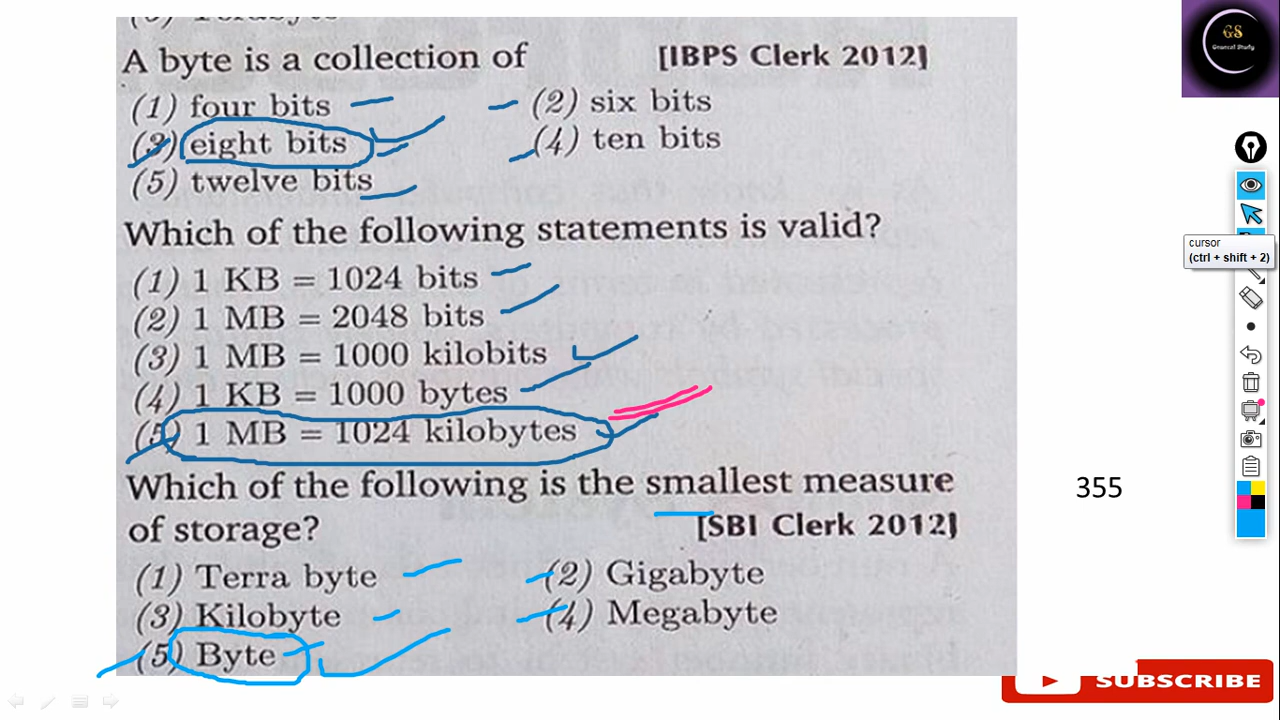 A byte is a collection of [IBPS Clerk 2012]
(1) four bits (2) six bits
(3) eight bits (4) ten bits
(5) twelve bits
Which of the following statements is valid?
(1) 1 KB = 1024 bits
(2) 1 MB = 2048 bits
(3) 1 MB = 1000 kilobits
(4) 1 KB = 1000 bytes
(5) 1 MB = 1024 kilobytes
Which of the following is the smallest measure
of storage? [SBI Clerk 2012]
(1) Terra byte (2) Gigabyte
(3) Kilobyte (4) Megabyte
(5) Byte
GS
General Study
cursor
(ctrl + shift + 2)
355
SUBSCRIBE